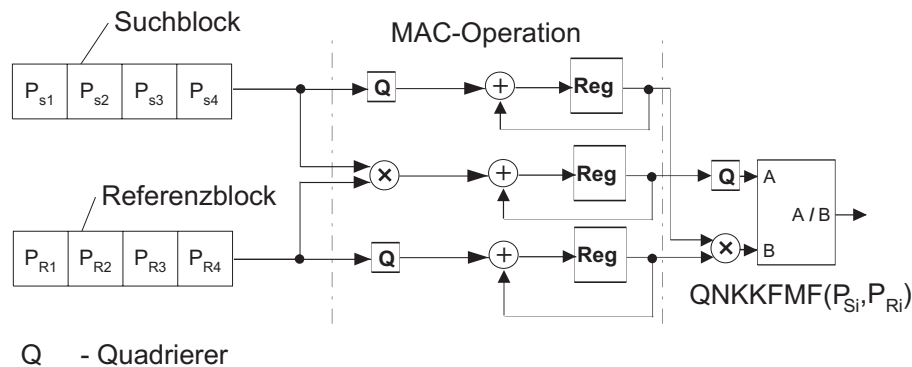 Suchblock
MAC-Operation
P_s1 P_s2 P_s3 P_s4
Q
+
Reg
Referenzblock
×
+
Reg
Q
A
A / B
P_R1 P_R2 P_R3 P_R4
Q
+
Reg
×
B
QNKKFMF(P_Si,P_Ri)
Q - Quadrierer